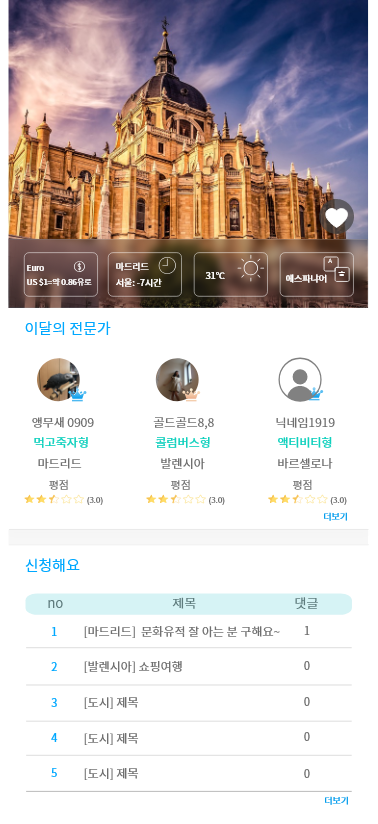 Euro
US $1=약 0.86유로
마드리드
서울: -7시간
31℃
에스파냐어
A
이달의 전문가
앵무새 0909
먹고죽자형
마드리드
평점
(3.0)
골드골드8,8
콜럼버스형
발렌시아
평점
(3.0)
닉네임1919
액티비티형
바르셀로나
평점
(3.0)
더보기
신청해요
no 제목 댓글
1 [마드리드] 문화유적 잘 아는 분 구해요~ 1
2 [발렌시아] 쇼핑여행 0
3 [도시] 제목 0
4 [도시] 제목 0
5 [도시] 제목 0
더보기